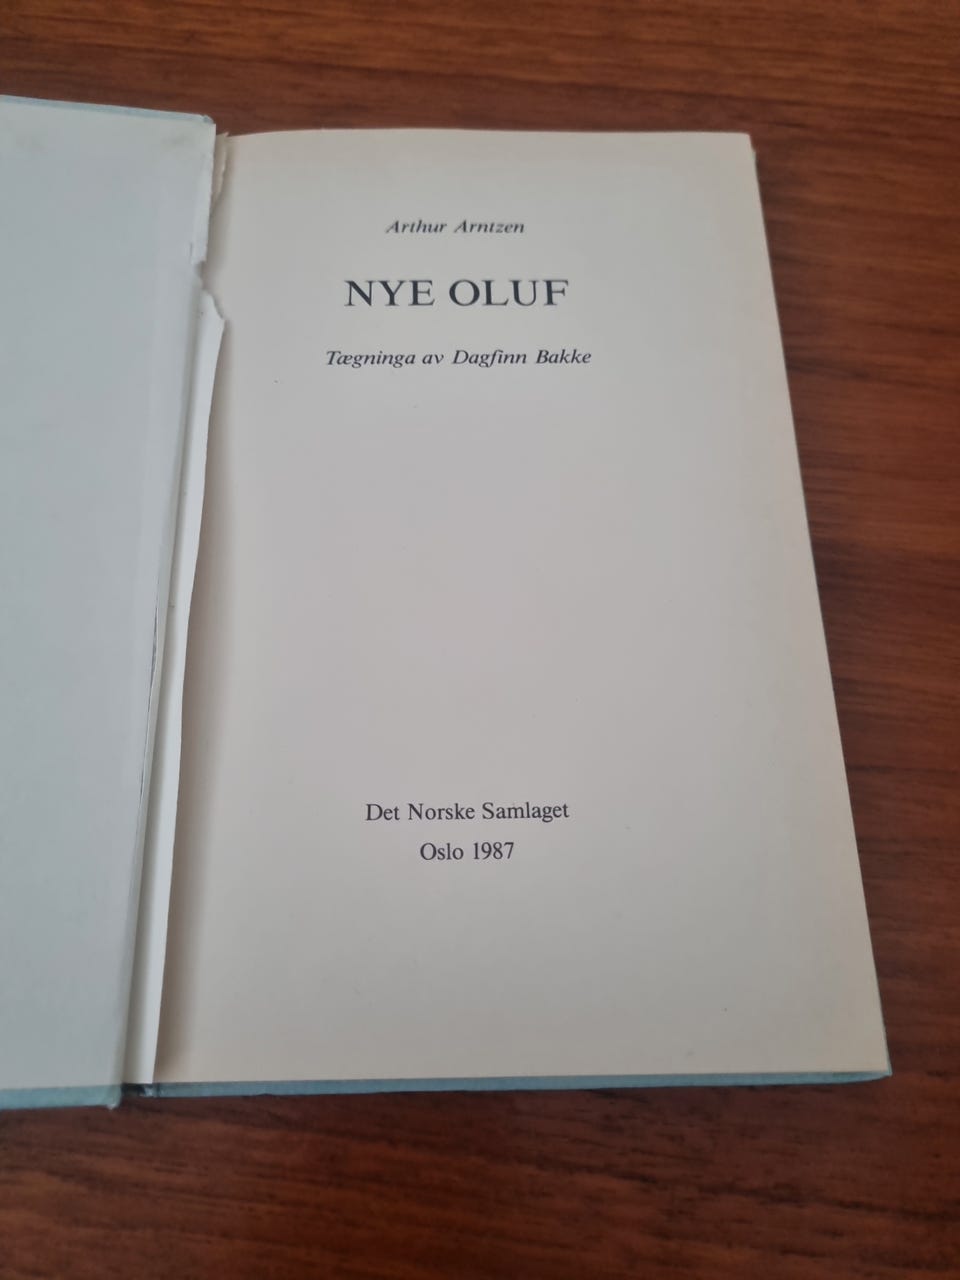 Arthur Arntzen
NYE OLUF
Tægninga av Dagfinn Bakke
Det Norske Samlaget
Oslo 1987